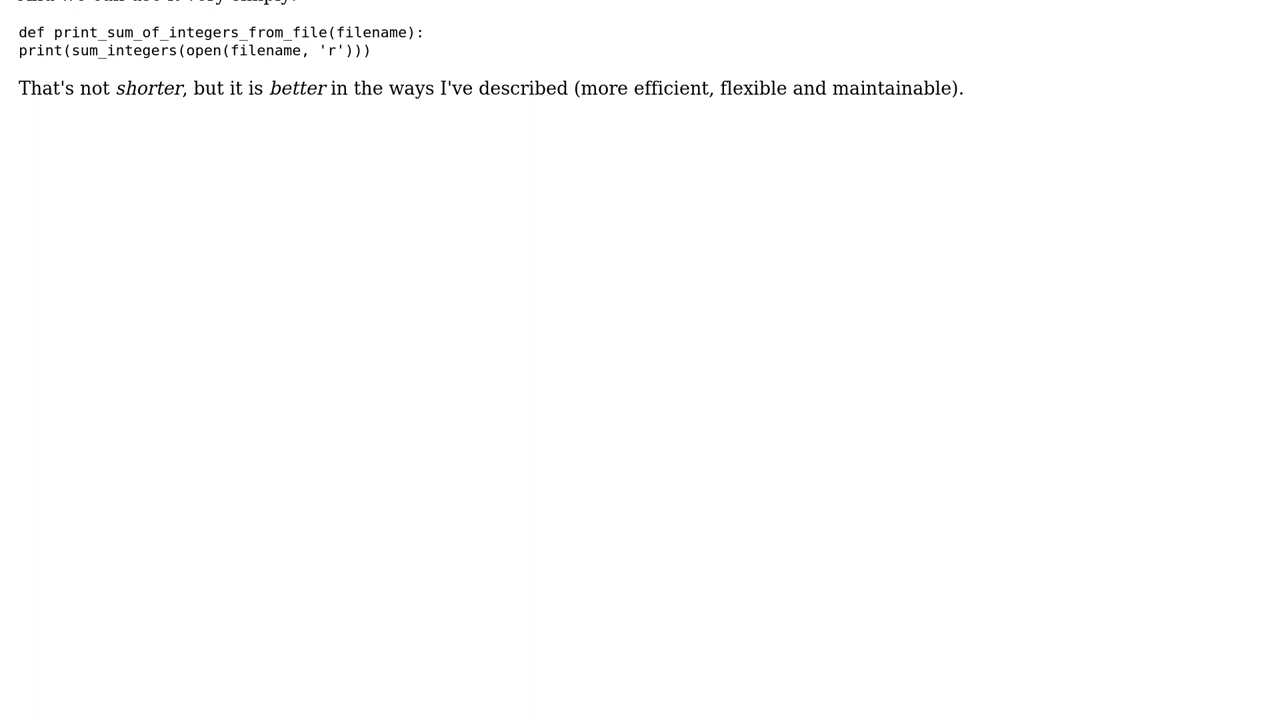 def print_sum_of_integers_from_file(filename):
print(sum_integers(open(filename, 'r')))
That's not shorter, but it is better in the ways I've described (more efficient, flexible and maintainable).